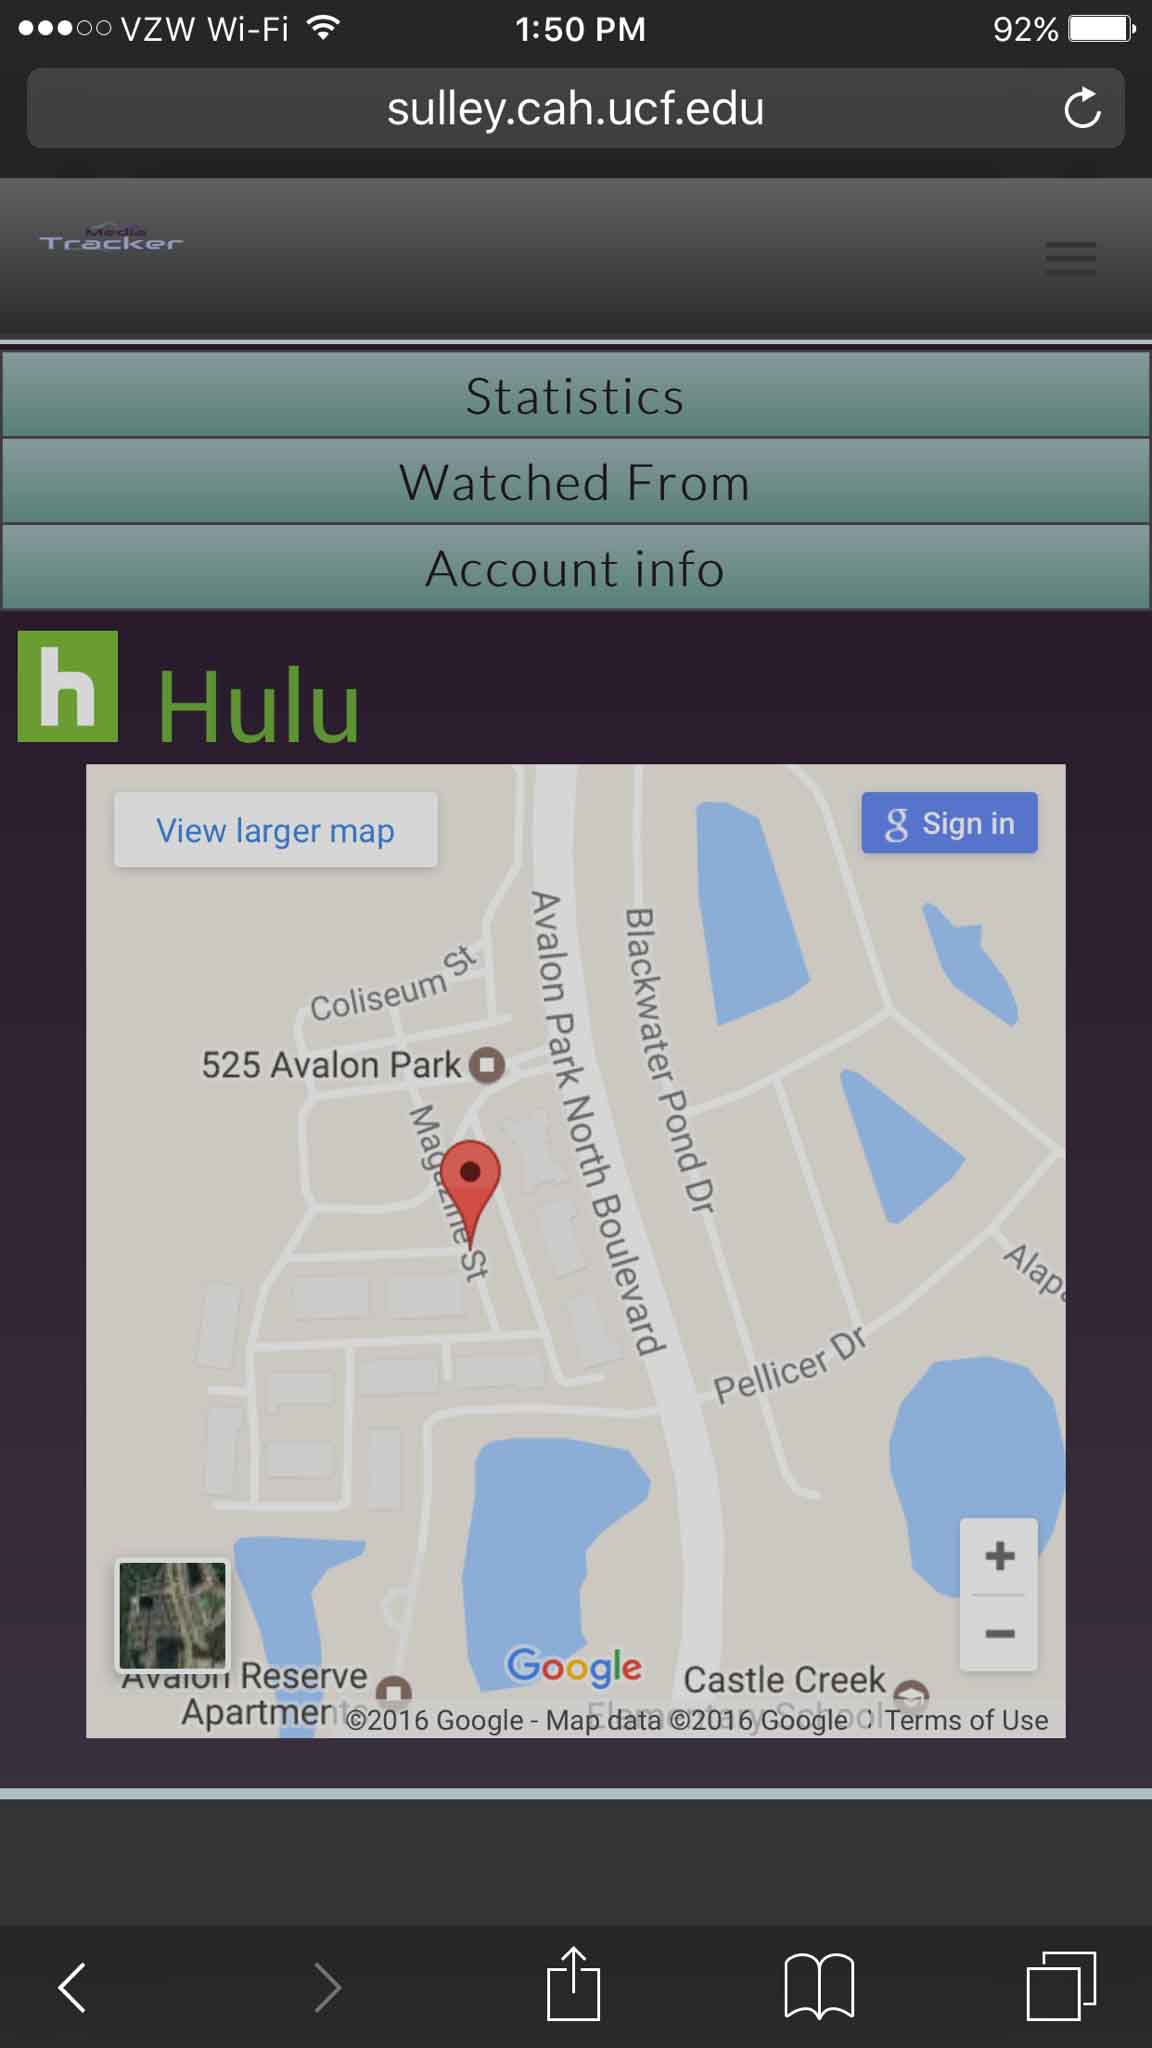 VZW Wi-Fi 1:50 PM 92%
sulley.cah.ucf.edu
Media
Tracker
Statistics
Watched From
Account info
h Hulu
View larger map
g Sign in
Avalon Park North Boulevard
Blackwater Pond Dr
Coliseum St
525 Avalon Park
Magazine St
Alapa
Pellicer Dr
+
−
Avalon Reserve
Apartments
Google
Castle Creek
Elementary School
©2016 Google - Map data ©2016 Google
Terms of Use